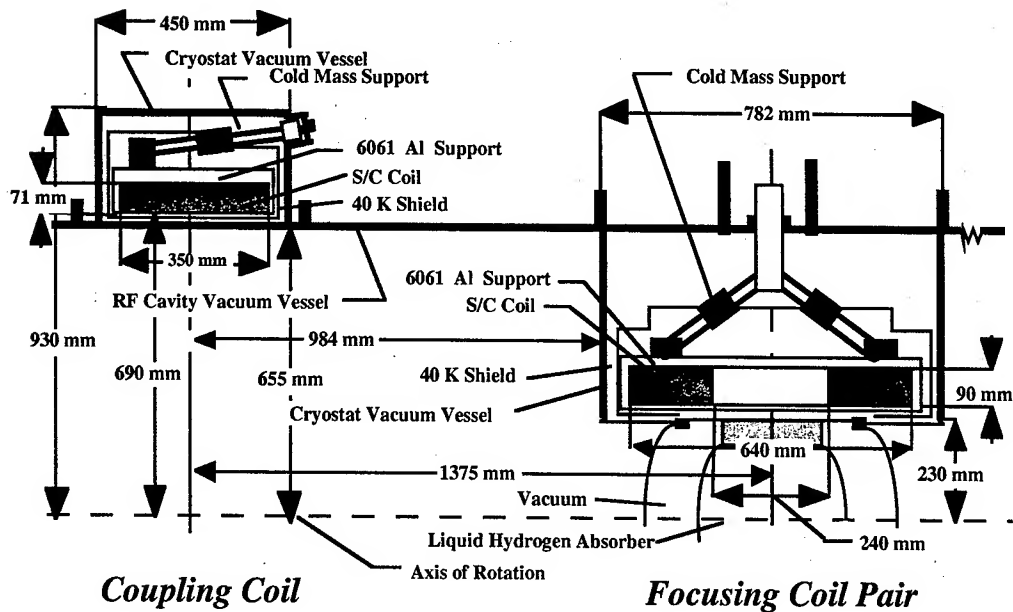 450 mm
Cryostat Vacuum Vessel
Cold Mass Support
Cold Mass Support
782 mm
6061 Al Support
S/C Coil
71 mm
40 K Shield
350 mm
6061 Al Support
S/C Coil
RF Cavity Vacuum Vessel
930 mm
984 mm
690 mm
655 mm
40 K Shield
90 mm
Cryostat Vacuum Vessel
640 mm
1375 mm
230 mm
Vacuum
Liquid Hydrogen Absorber
240 mm
Axis of Rotation
Coupling Coil
Focusing Coil Pair